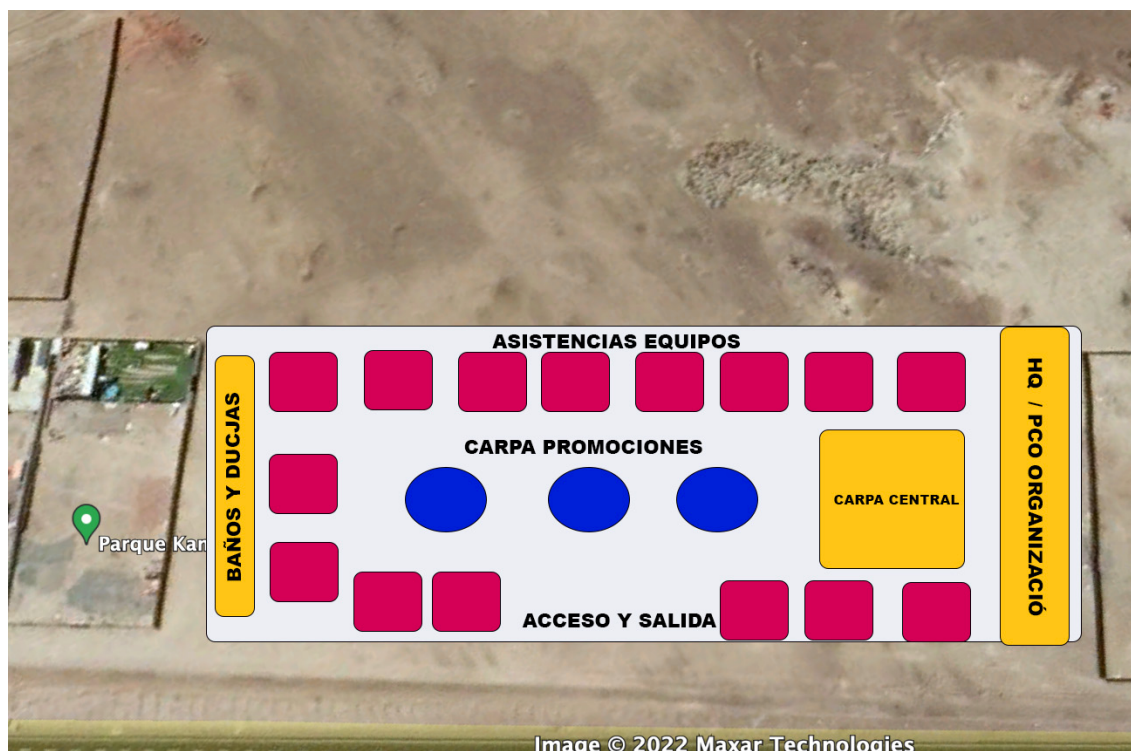 ASISTENCIAS EQUIPOS
BAÑOS Y DUCJAS
HQ / PCO ORGANIZACIÓ
CARPA PROMOCIONES
CARPA CENTRAL
Parque Kan
ACCESO Y SALIDA
Image © 2022 Maxar Technologies